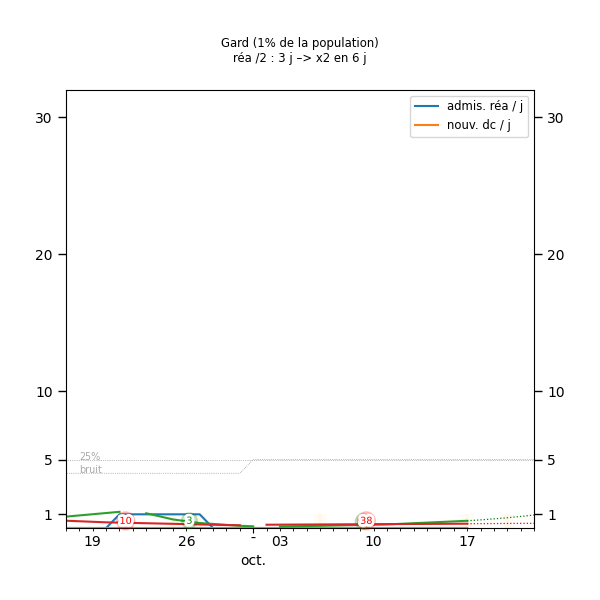 Gard (1% de la population)
réa /2 : 3 j –> x2 en 6 j
admis. réa / j
nouv. dc / j
30 30
20 20
10 10
25%
5 5
bruit
1 10 3 38 1
19 26 - 03 10 17
oct.